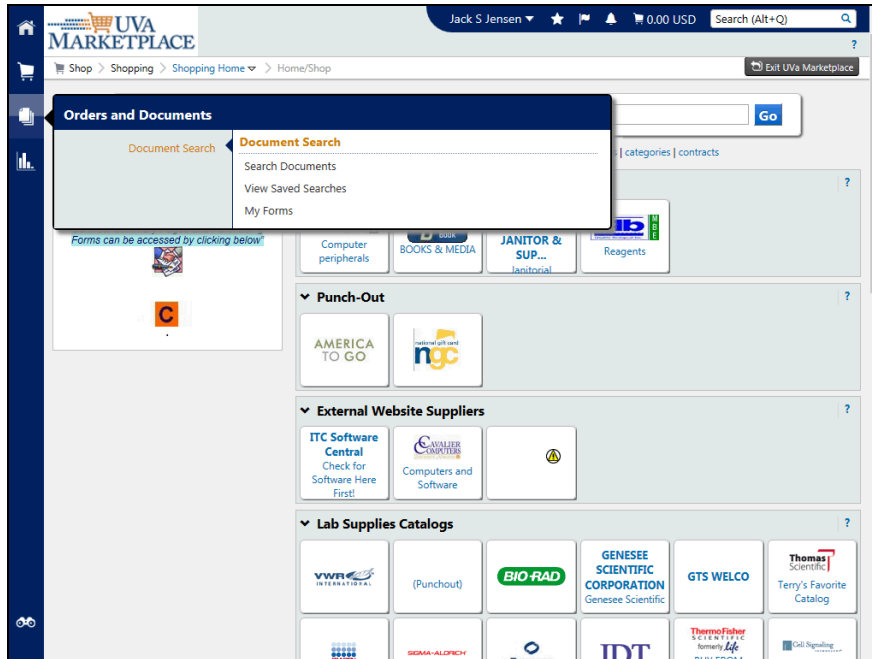 UVA
MARKETPLACE
Jack S Jensen
0.00 USD
Search (Alt+Q)
?
Shop > Shopping > Shopping Home > Home/Shop
Exit UVa Marketplace
Orders and Documents
Document Search
Document Search
Search Documents
View Saved Searches
My Forms
Go
| categories | contracts
?
Forms can be accessed by clicking
below"
C
.
Computer
peripherals
BOOK
BOOKS & MEDIA
JANITOR &
SUP...
Janitorial
MBE
Reagents
Punch-Out
?
AMERICA
TO GO
national gift card
ngc
External Website Suppliers
?
ITC Software
Central
Check for
Software Here
First!
CAVALIER
COMPUTERS
Computers and
Software
Lab Supplies Catalogs
?
VWR
INTERNATIONAL
(Punchout)
BIO-RAD
GENESEE
SCIENTIFIC
CORPORATION
Genesee Scientific
GTS WELCO
Thomas
Scientific
Terry's Favorite
Catalog
SIGMA-ALDRICH
IDT
ThermoFisher
SCIENTIFIC
formerly life
Cell Signaling